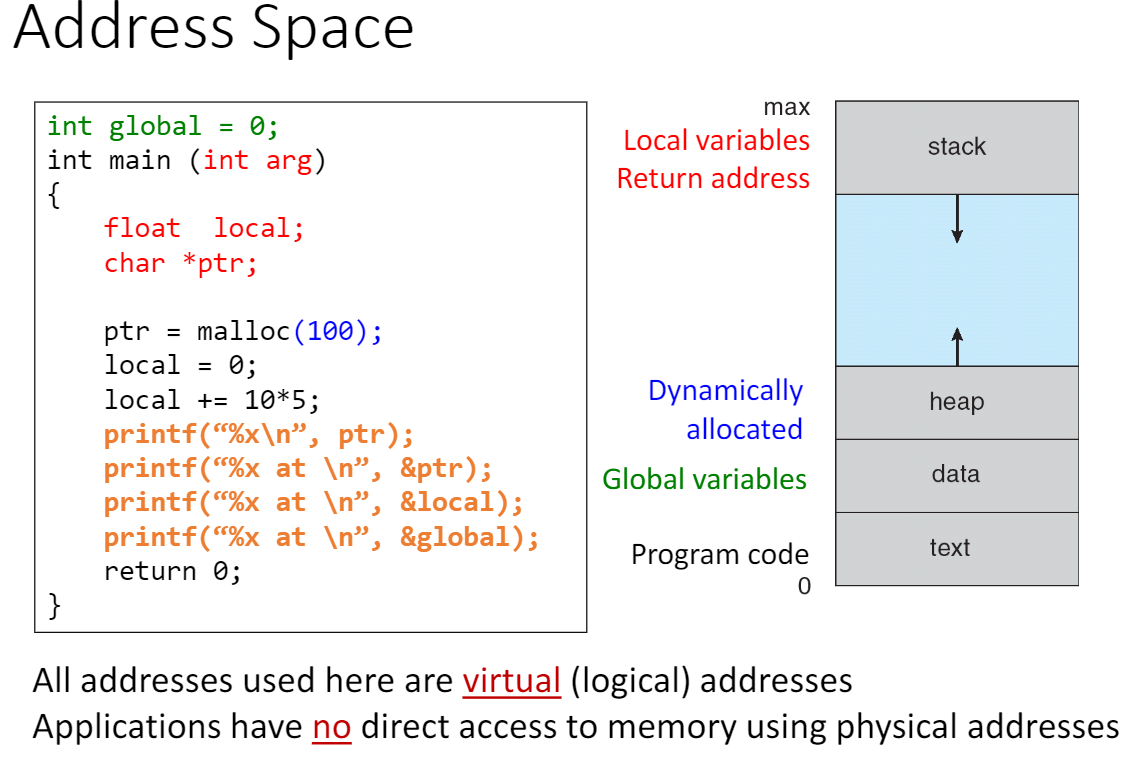 Address Space
int global = 0;
int main (int arg)
{
float local;
char *ptr;
ptr = malloc(100);
local = 0;
local += 10*5;
printf(“%x\n”, ptr);
printf(“%x at \n”, &ptr);
printf(“%x at \n”, &local);
printf(“%x at \n”, &global);
return 0;
}
max
Local variables
Return address
stack
Dynamically
allocated
heap
Global variables
data
Program code
text
0
All addresses used here are virtual (logical) addresses
Applications have no direct access to memory using physical addresses